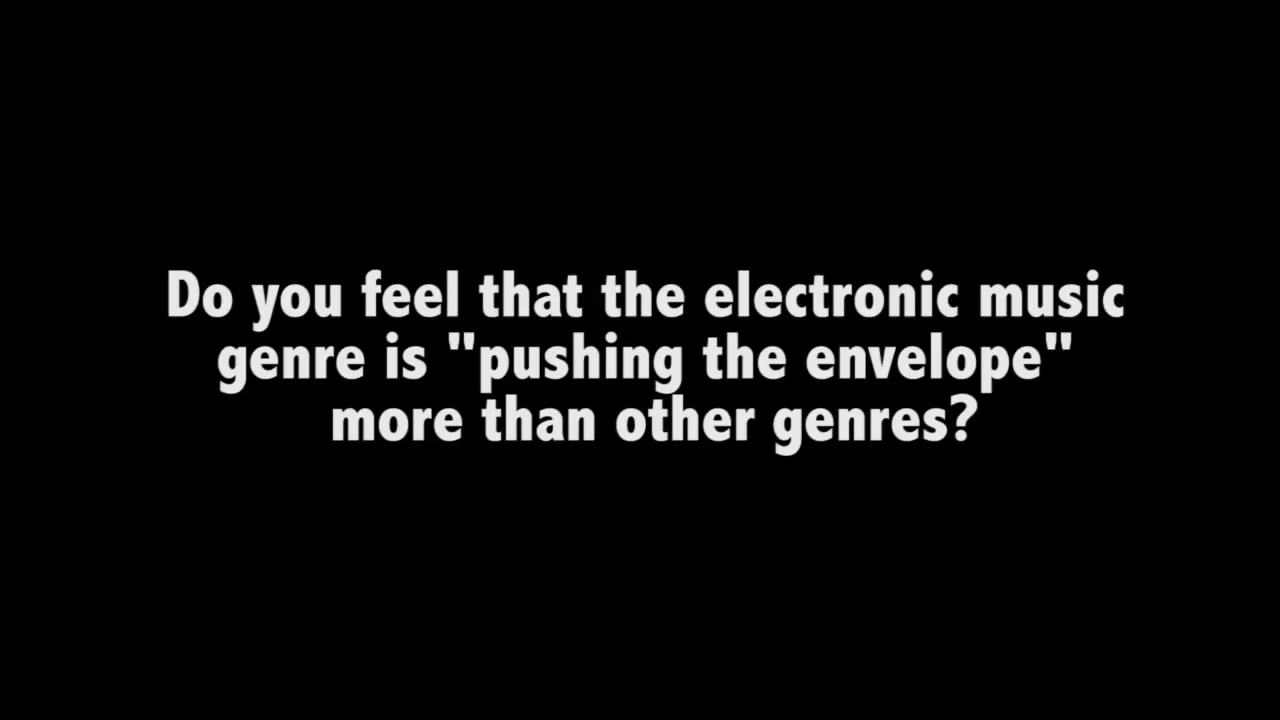 Do you feel that the electronic music
genre is "pushing the envelope"
more than other genres?